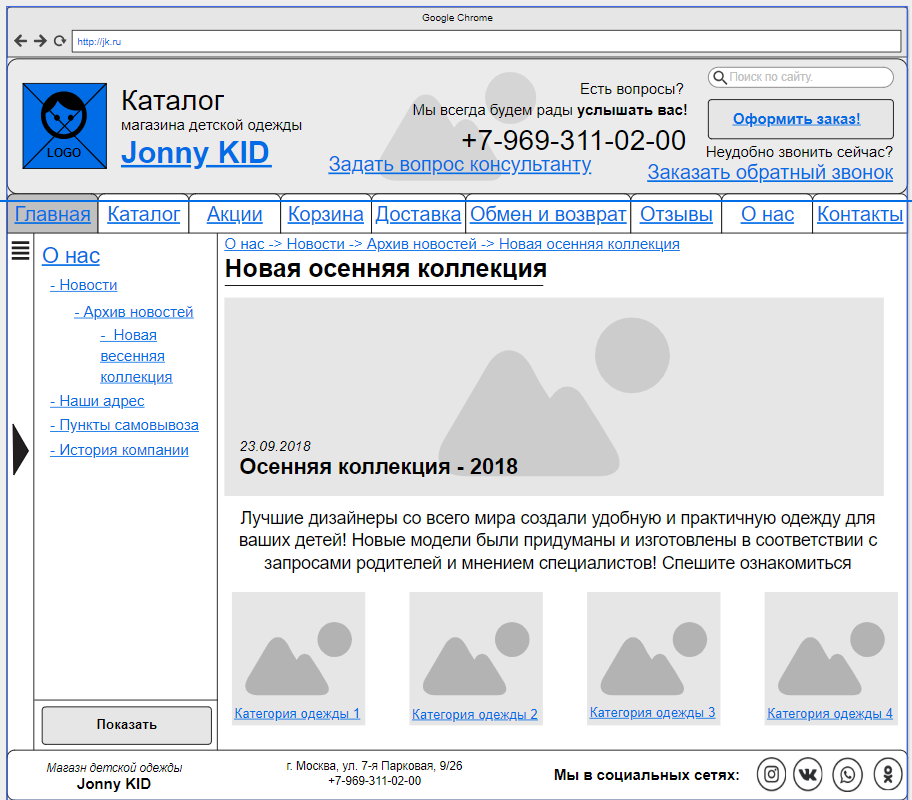 Google Chrome
http://jk.ru
LOGO
Каталог
магазина детской одежды
Jonny KID
Есть вопросы?
Мы всегда будем рады услышать вас!
+7-969-311-02-00
Задать вопрос консультанту
Поиск по сайту.
Оформить заказ!
Неудобно звонить сейчас?
Заказать обратный звонок
Главная Каталог Акции Корзина Доставка Обмен и возврат Отзывы О нас Контакты
О нас
- Новости
- Архив новостей
- Новая
весенняя
коллекция
- Наши адрес
- Пункты самовывоза
- История компании
Показать
О нас -> Новости -> Архив новостей -> Новая осенняя коллекция
Новая осенняя коллекция
23.09.2018
Осенняя коллекция - 2018
Лучшие дизайнеры со всего мира создали удобную и практичную одежду для
ваших детей! Новые модели были придуманы и изготовлены в соответствии с
запросами родителей и мнением специалистов! Спешите ознакомиться
Категория одежды 1
Категория одежды 2
Категория одежды 3
Категория одежды 4
Магазн детской одежды
Jonny KID
г. Москва, ул. 7-я Парковая, 9/26
+7-969-311-02-00
Мы в социальных сетях: